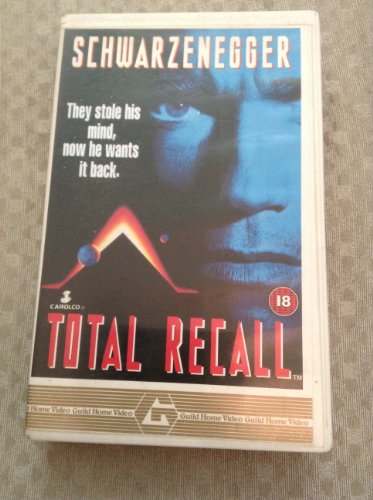 SCHWARZENEGGER
They stole his
mind,
now he wants
it back.
18
CAROLCO
TOTAL RECALL
TM
Guild Home Video Guild Home Video G Guild Home Video Guild Home Video